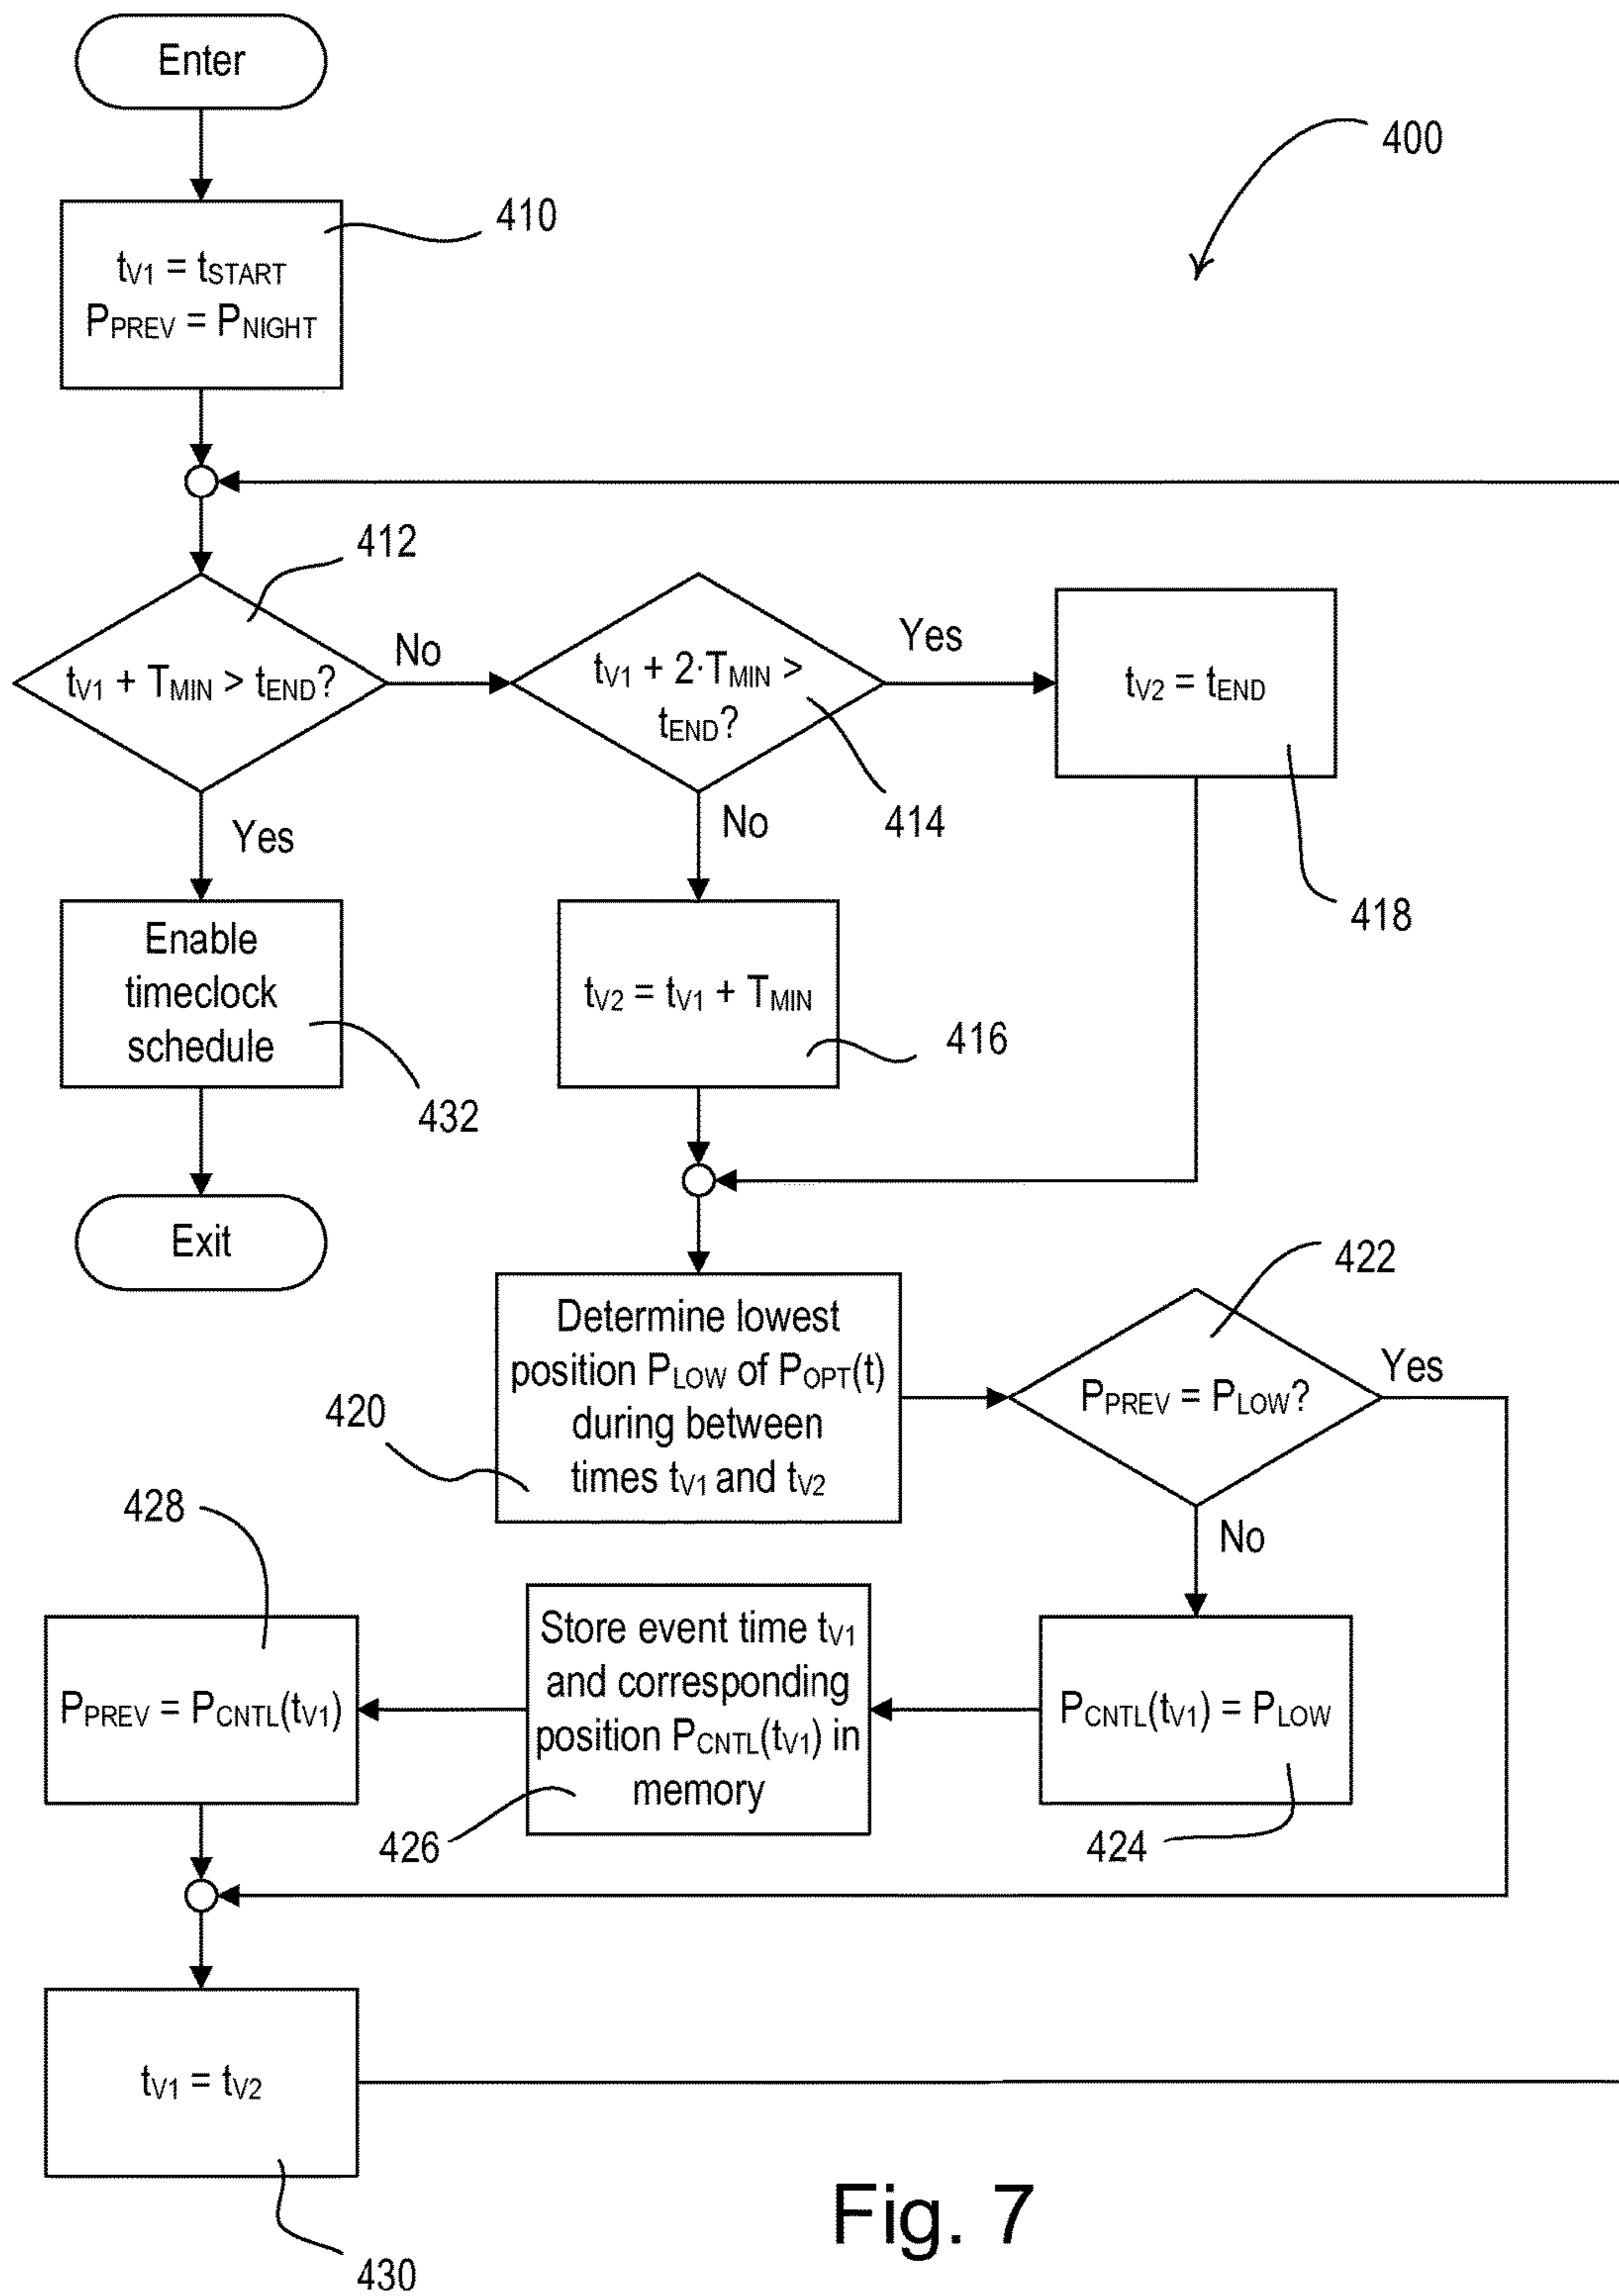 Enter
400
410
tV1 = tSTART
PPREV = PNIGHT
412
tV1 + TMIN > tEND?
No
tV1 + 2·TMIN >
tEND?
Yes
tV2 = tEND
414
418
Yes
No
Enable
timeclock
schedule
432
tV2 = tV1 + TMIN
416
Exit
Determine lowest
position PLOW of POPT(t)
during between
times tV1 and tV2
420
422
PPREV = PLOW?
Yes
No
428
PPREV = PCNTL(tV1)
Store event time tV1
and corresponding
position PCNTL(tV1) in
memory
426
PCNTL(tV1) = PLOW
424
tV1 = tV2
430
Fig. 7